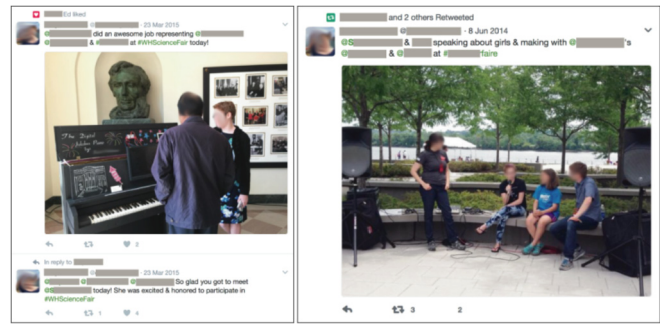 Ed liked
@ · 23 Mar 2015
@ did an awesome job representing @
@ & # at #WHScienceFair today!
2
In reply to
@ · 23 Mar 2015
@ @ @ So glad you got to meet
@S today! She was excited & honored to participate in
#WHScienceFair
1 4
and 2 others Retweeted
@ · 8 Jun 2014
@S & speaking about girls & making with @ 's
@ & @ at # faire
3 2